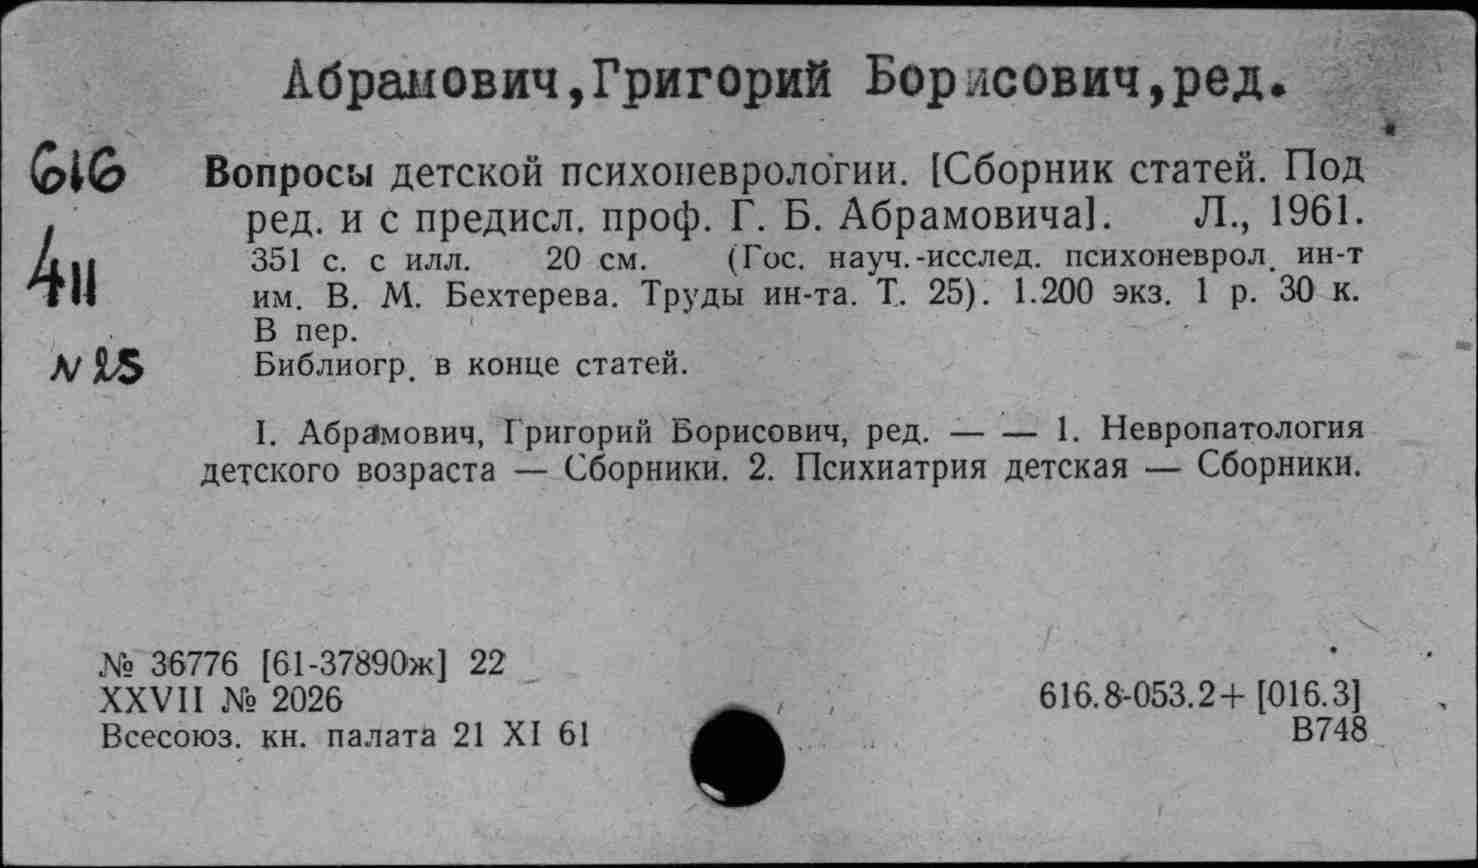 Абрамович,Григорий Борисович,ред.
616
411
N 25
Вопросы детской психоневрологии. [Сборник статей. Под
ред. и с предисл. проф. Г. Б. Абрамовича]. Л., 1961.
351 с. с илл. 20 см. (Гос. науч.-исслед. психоневрол. ин-т
им. В. М. Бехтерева. Труды ин-та. Т. 25). 1.200 экз. 1 р. 30 к.
В пер.
Библиогр. в конце статей.
I. Абрамович, Григорий Борисович, ред. — — 1. Невропатология
детского возраста — Сборники. 2. Психиатрия детская — Сборники.
№ 36776 [61-37890ж] 22
XXVII № 2026
Всесоюз. кн. палата 21 XI 61
616.8-053.2+[016.3]
В748